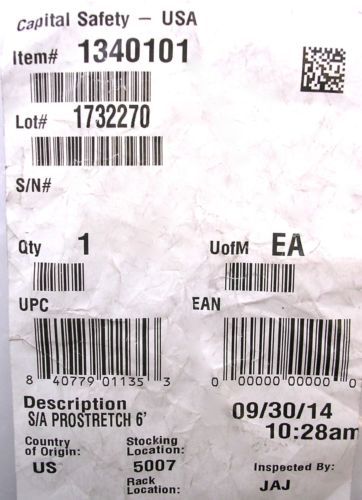 Capital Safety – USA
Item# 1340101
Lot# 1732270
S/N#
Qty 1 UofM EA
UPC EAN
8 40779 01135 3 0 00000 00000 0
Description 09/30/14
S/A PROSTRETCH 6' 10:28am
Country of Origin: Stocking Location:
US 5007 Inspected By:
Rack Location: JAJ